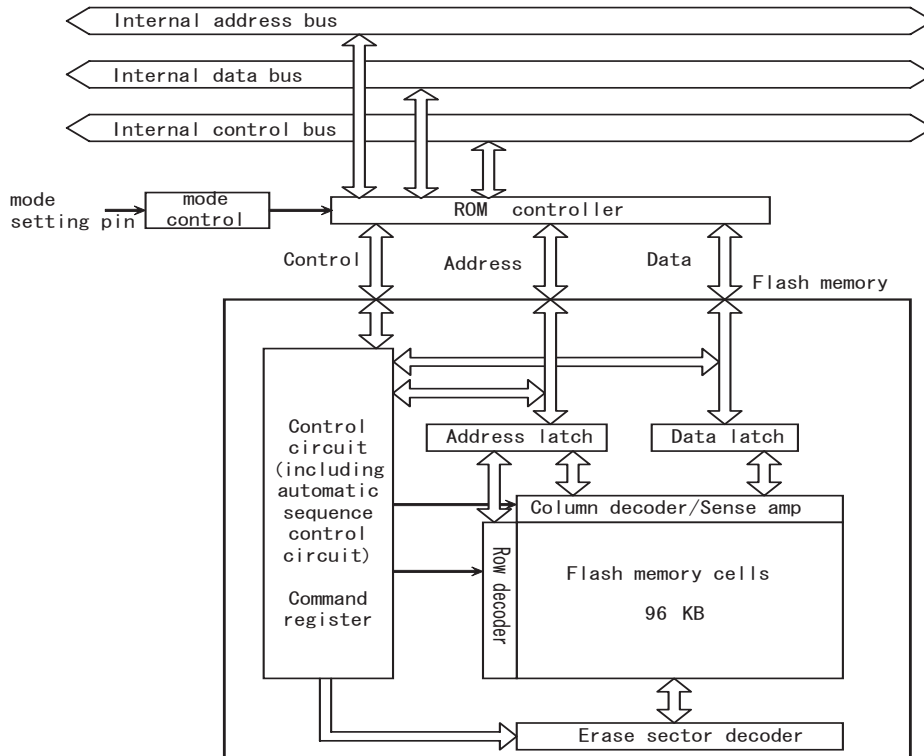 Internal address bus
Internal data bus
Internal control bus
mode
setting pin
mode
control
ROM controller
Control
Address
Data
Flash memory
Control
circuit
(including
automatic
sequence
control
circuit)
Command
register
Address latch
Data latch
Column decoder/Sense amp
Row decoder
Flash memory cells
96 KB
Erase sector decoder